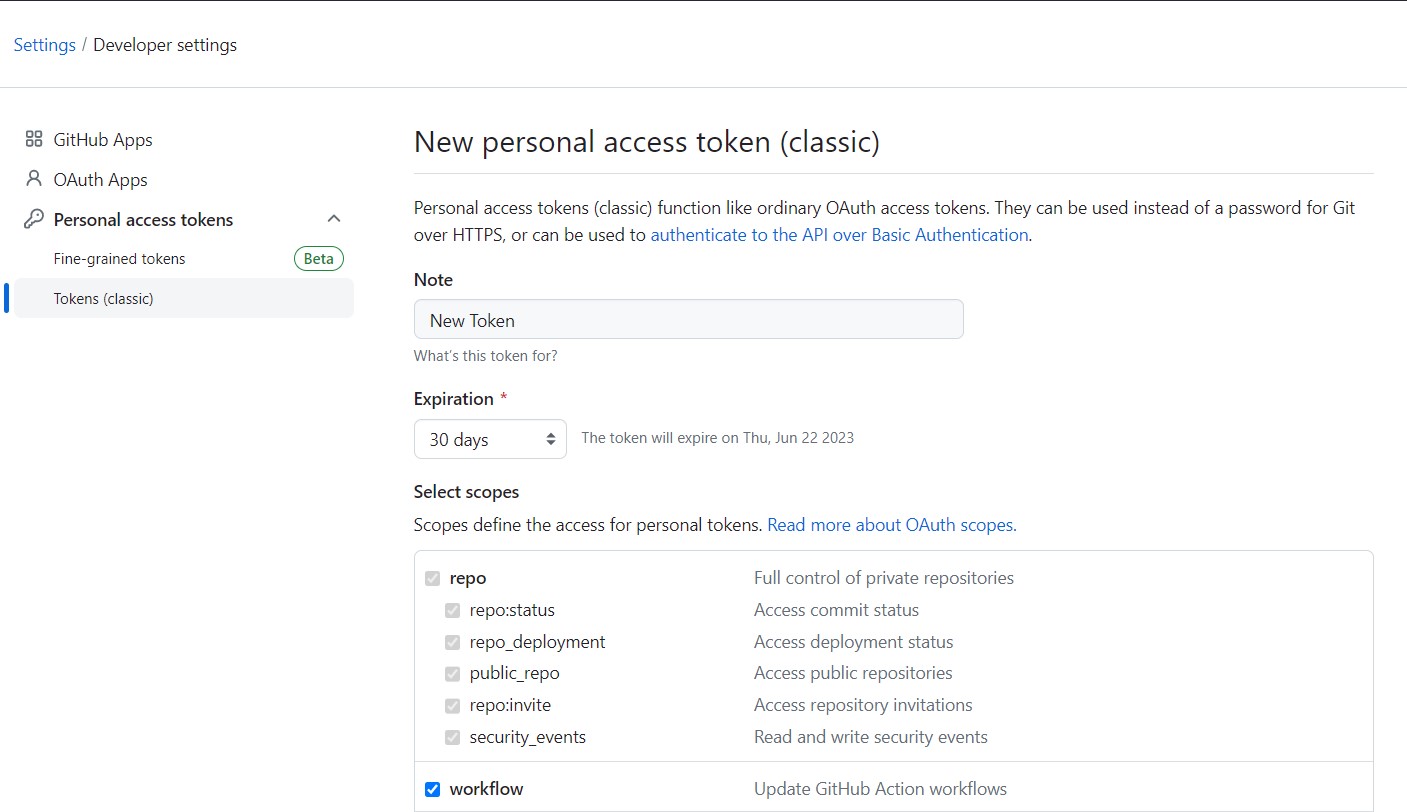 Settings / Developer settings
GitHub Apps
OAuth Apps
Personal access tokens
Fine-grained tokens Beta
Tokens (classic)
New personal access token (classic)
Personal access tokens (classic) function like ordinary OAuth access tokens. They can be used instead of a password for Git
over HTTPS, or can be used to authenticate to the API over Basic Authentication.
Note
New Token
What's this token for?
Expiration *
30 days The token will expire on Thu, Jun 22 2023
Select scopes
Scopes define the access for personal tokens. Read more about OAuth scopes.
repo Full control of private repositories
repo:status Access commit status
repo_deployment Access deployment status
public_repo Access public repositories
repo:invite Access repository invitations
security_events Read and write security events
workflow Update GitHub Action workflows